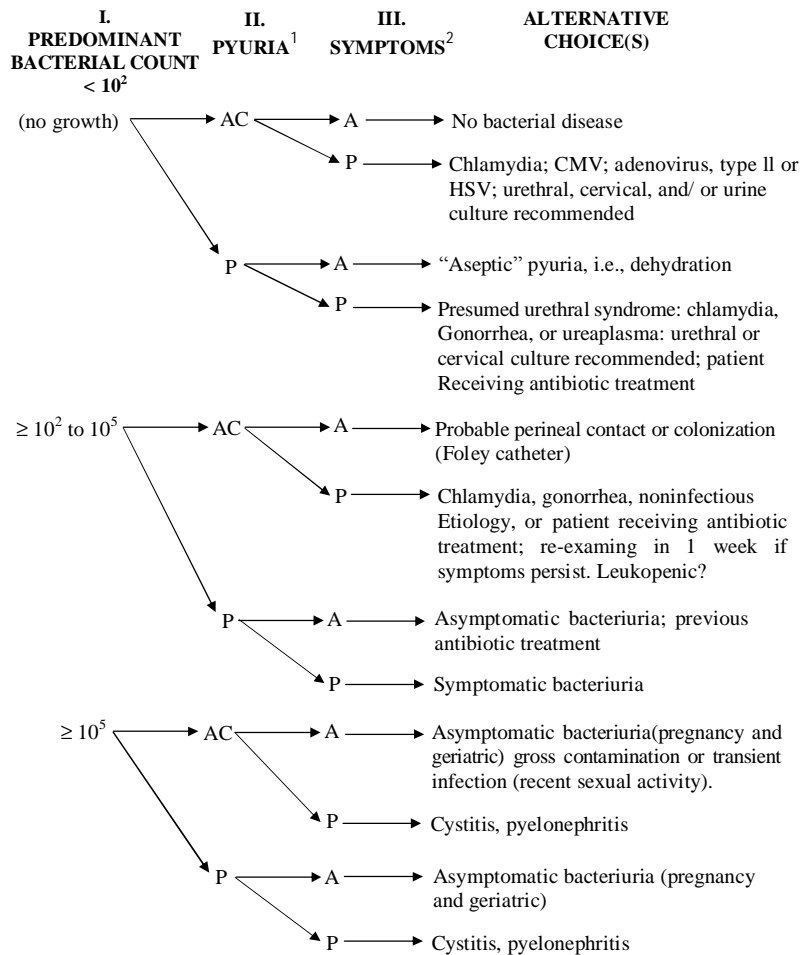 I. II. III. ALTERNATIVE
PREDOMINANT PYURIA¹ SYMPTOMS² CHOICE(S)
BACTERIAL COUNT
< 10²
(no growth) AC A No bacterial disease
P Chlamydia; CMV; adenovirus, type ll or
HSV; urethral, cervical, and/ or urine
culture recommended
P A “Aseptic” pyuria, i.e., dehydration
P Presumed urethral syndrome: chlamydia,
Gonorrhea, or ureaplasma: urethral or
cervical culture recommended; patient
Receiving antibiotic treatment
≥ 10² to 10⁵ AC A Probable perineal contact or colonization
(Foley catheter)
P Chlamydia, gonorrhea, noninfectious
Etiology, or patient receiving antibiotic
treatment; re-examing in 1 week if
symptoms persist. Leukopenic?
P A Asymptomatic bacteriuria; previous
antibiotic treatment
P Symptomatic bacteriuria
≥ 10⁵ AC A Asymptomatic bacteriuria(pregnancy and
geriatric) gross contamination or transient
infection (recent sexual activity).
P Cystitis, pyelonephritis
P A Asymptomatic bacteriuria (pregnancy
and geriatric)
P Cystitis, pyelonephritis